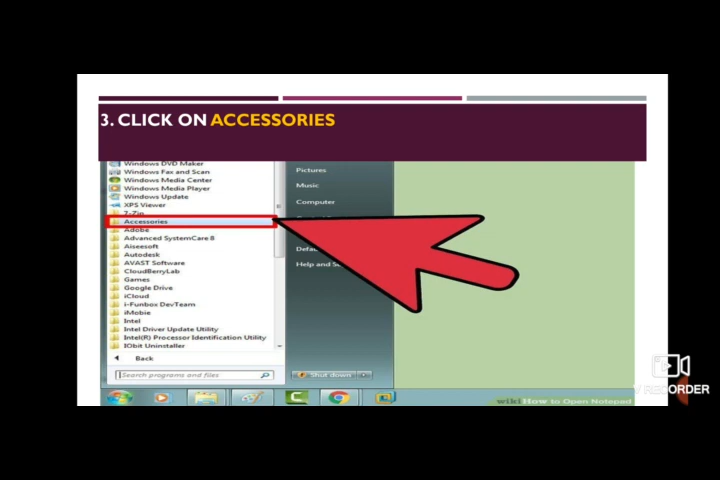 3. CLICK ON ACCESSORIES
Windows DVD Maker
Windows Fax and Scan
Windows Media Center
Windows Media Player
Windows Update
XPS Viewer
7-Zip
Accessories
Adobe
Advanced SystemCare 8
Aiseesoft
Autodesk
AVAST Software
CloudBerryLab
Games
Google Drive
iCloud
i-Funbox DevTeam
iMobie
Intel
Intel Driver Update Utility
Intel(R) Processor Identification Utility
IObit Uninstaller
Back
Search programs and files
Pictures
Music
Computer
Help and
Shut down
wikiHow to Open Notepad